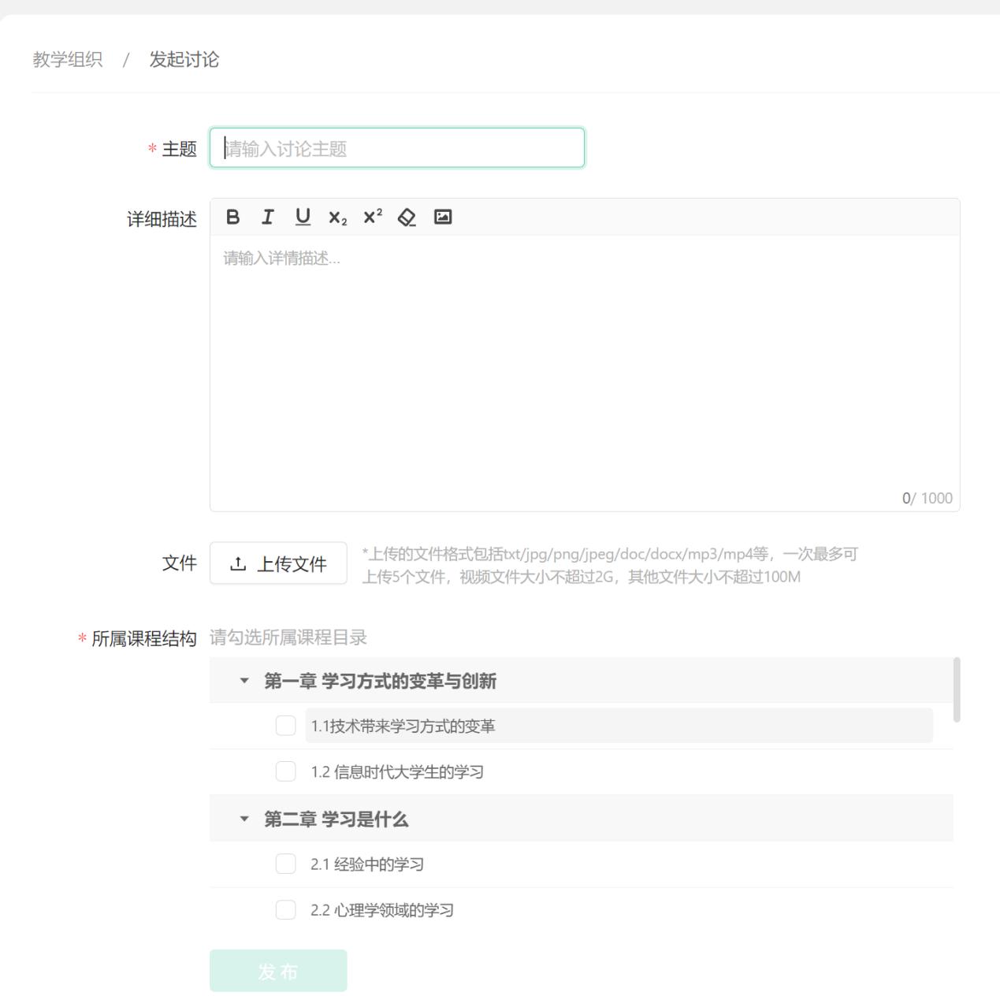 教学组织 / 发起讨论
* 主题 请输入讨论主题
详细描述 B I U x₂ x²
请输入详情描述...
0/ 1000
文件 上传文件 *上传的文件格式包括txt/jpg/png/jpeg/doc/docx/mp3/mp4等，一次最多可
上传5个文件，视频文件大小不超过2G，其他文件大小不超过100M
* 所属课程结构 请勾选所属课程目录
第一章 学习方式的变革与创新
1.1技术带来学习方式的变革
1.2 信息时代大学生的学习
第二章 学习是什么
2.1 经验中的学习
2.2 心理学领域的学习
发 布